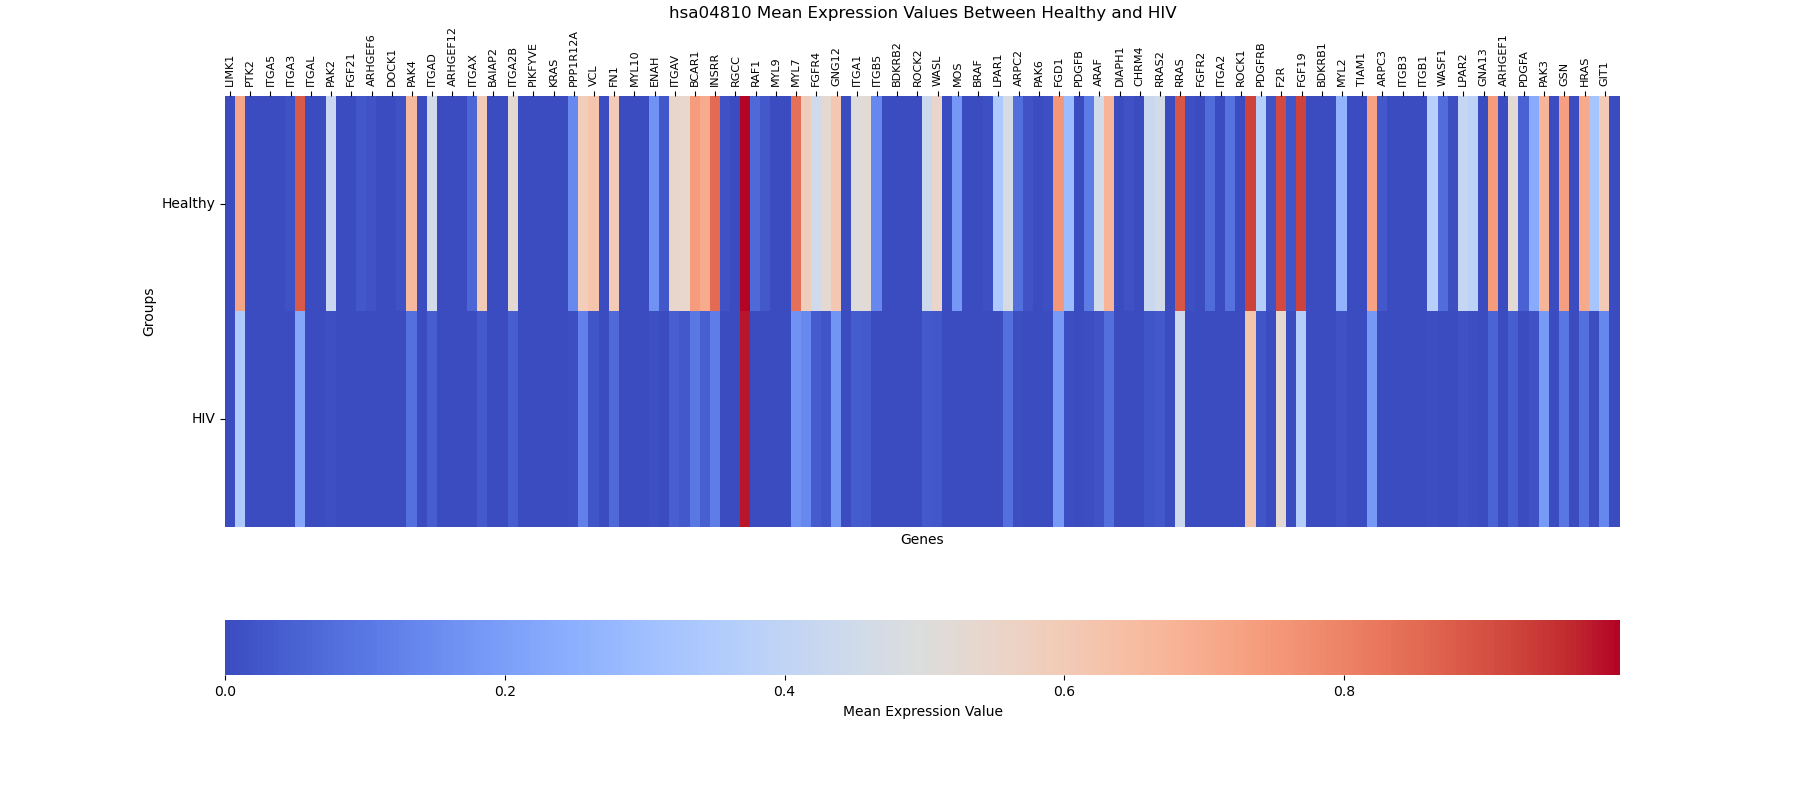 hsa04810 Mean Expression Values Between Healthy and HIV
LIMK1
PTK2
ITGA5
ITGA3
ITGAL
PAK2
FGF21
ARHGEF6
DOCK1
PAK4
ITGAD
ARHGEF12
ITGAX
BAIAP2
ITGA2B
PIKFYVE
KRAS
PPP1R12A
VCL
FN1
MYL10
ENAH
ITGAV
BCAR1
INSRR
RGCC
RAF1
MYL9
MYL7
FGFR4
GNG12
ITGA1
ITGB5
BDKRB2
ROCK2
WASL
MOS
BRAF
LPAR1
ARPC2
PAK6
FGD1
PDGFB
ARAF
DIAPH1
CHRM4
RRAS2
RRAS
FGFR2
ITGA2
ROCK1
PDGFRB
F2R
FGF19
BDKRB1
MYL2
TIAM1
ARPC3
ITGB3
ITGB1
WASF1
LPAR2
GNA13
ARHGEF1
PDGFA
PAK3
GSN
HRAS
GIT1
Healthy
HIV
Groups
Genes
0.0
0.2
0.4
0.6
0.8
Mean Expression Value